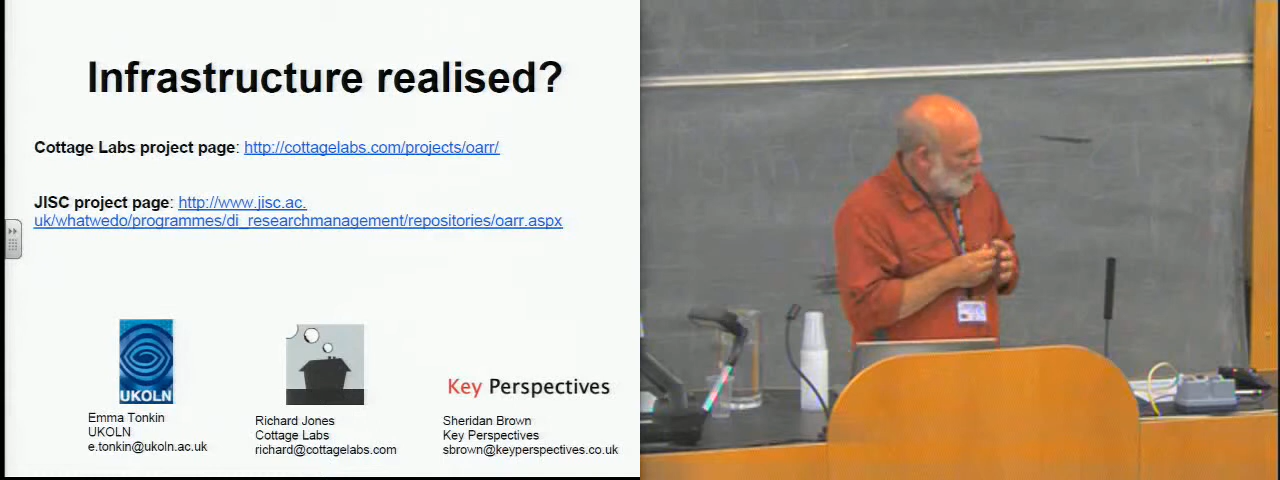 Infrastructure realised?
Cottage Labs project page: http://cottagelabs.com/projects/oarr/
JISC project page: http://www.jisc.ac.
uk/whatwedo/programmes/di_researchmanagement/repositories/oarr.aspx
UKOLN
Emma Tonkin
UKOLN
e.tonkin@ukoln.ac.uk
Richard Jones
Cottage Labs
richard@cottagelabs.com
Key Perspectives
Sheridan Brown
Key Perspectives
sbrown@keyperspectives.co.uk